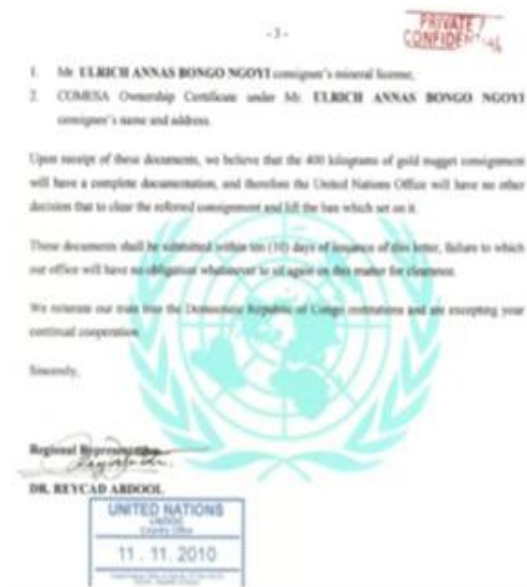 - 3 -
PRIVATE /
CONFIDENTIAL
1. Mr ULRICH ANNAS BONGO NGOYI consignee's mineral license;
2. COMESA Ownership Certificate under Mr. ULRICH ANNAS BONGO NGOYI
consignee's name and address.
Upon receipt of these documents, we believe that the 400 kilograms of gold nugget consignment
will have a complete documentation, and therefore the United Nations Office will have no other
decision that to clear the referred consignment and lift the ban which set on it.
These documents shall be submitted within ten (10) days of issuance of this letter, failure to which
our office will have no obligation whatsoever to sit again on this matter for clearance.
We reiterate our trust into the Democratic Republic of Congo institutions and are excepting your
continual cooperation.
Sincerely,
Regional Representative
DR. REYCAD ABDOOL
UNITED NATIONS
UNODC
Country Office
11. 11. 2010